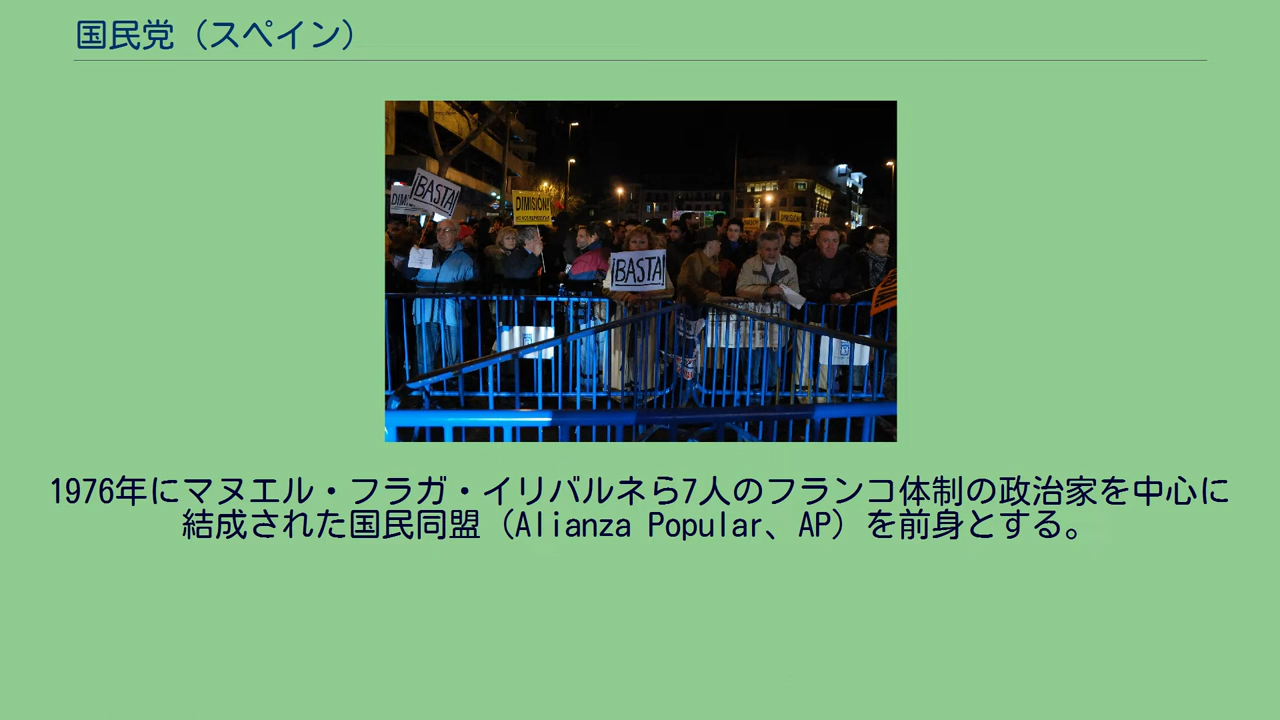 国民党（スペイン）
¡BASTA!
DIMISIÓN!
¡BASTA!
1976年にマヌエル・フラガ・イリバルネら7人のフランコ体制の政治家を中心に
結成された国民同盟（Alianza Popular、AP）を前身とする。